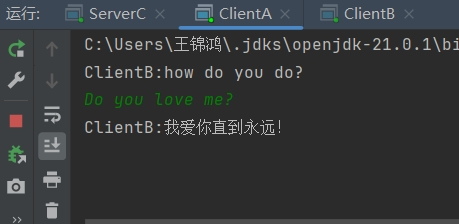 运行: ServerC ClientA ClientB
C:\Users\王锦鸿\.jdks\openjdk-21.0.1\bi
ClientB:how do you do?
Do you love me?
ClientB:我爱你直到永远!